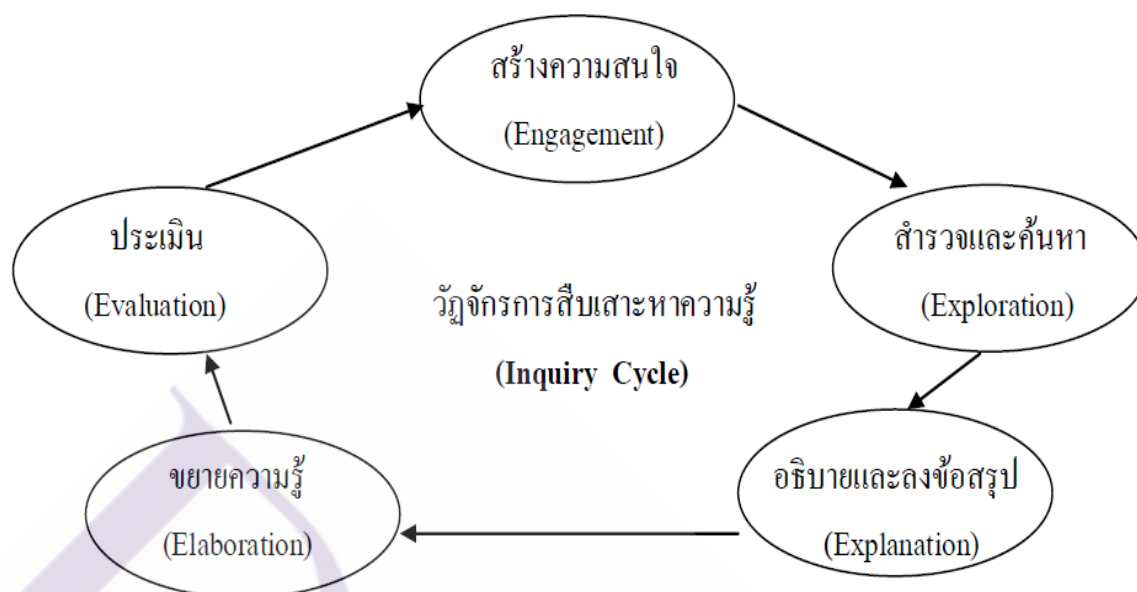 สร้างความสนใจ
(Engagement)
สำรวจและค้นหา
(Exploration)
อธิบายและลงข้อสรุป
(Explanation)
ขยายความรู้
(Elaboration)
ประเมิน
(Evaluation)
วัฏจักรการสืบเสาะหาความรู้
(Inquiry Cycle)